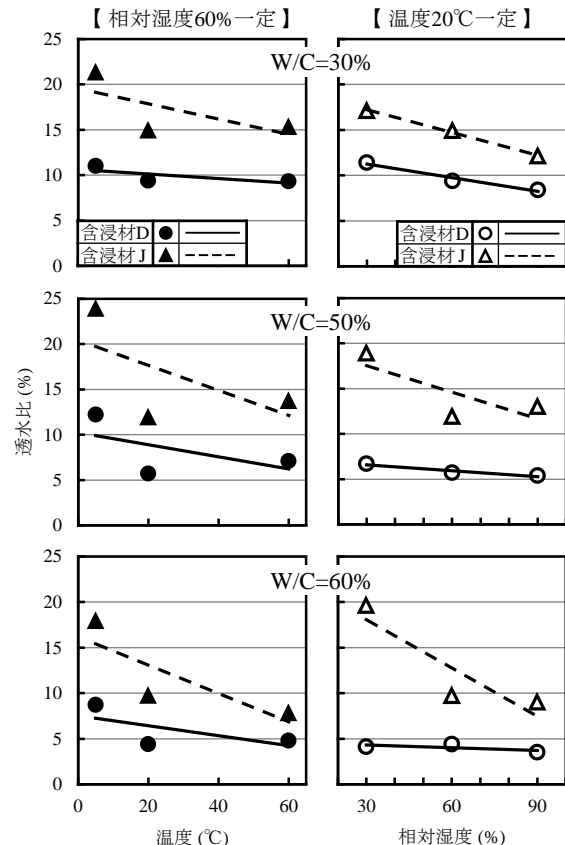 【 相対湿度60%一定 】
【 温度20℃一定 】
W/C=30%
25
20
15
10
5
0
含浸材D
含浸材J
含浸材D
含浸材J
W/C=50%
25
20
15
10
5
0
透水比 (%)
W/C=60%
25
20
15
10
5
0
0
20
40
60
30
60
90
温度 (℃)
相対湿度 (%)